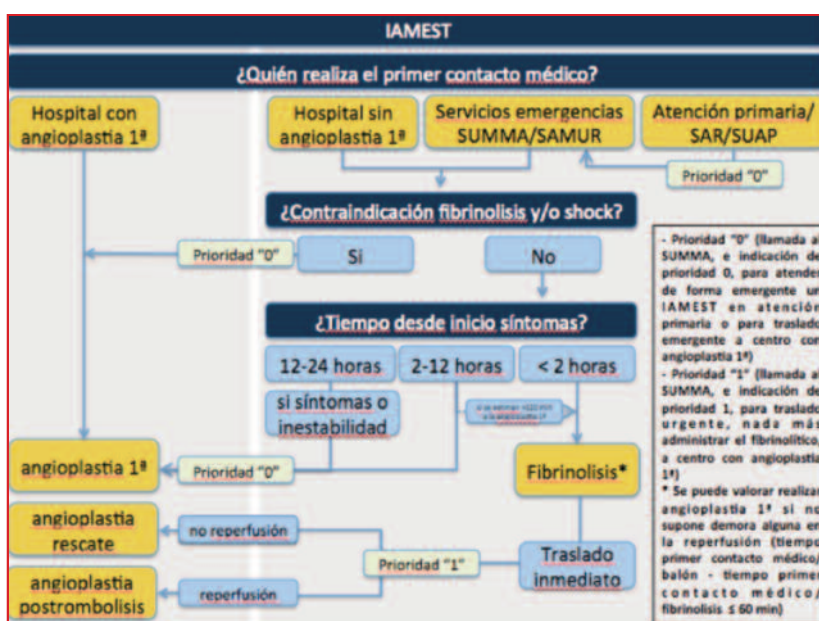 IAMEST
¿Quién realiza el primer contacto médico?
Hospital con
angioplastia 1ª
Hospital sin
angioplastia 1ª
Servicios emergencias
SUMMA/SAMUR
Atención primaria/
SAR/SUAP
Prioridad "0"
¿Contraindicación fibrinolisis y/o shock?
Prioridad "0"
Si
No
¿Tiempo desde inicio síntomas?
12-24 horas
2-12 horas
< 2 horas
si síntomas o
inestabilidad
angioplastia 1ª
Prioridad "0"
Fibrinolisis*
angioplastia
rescate
no reperfusión
Prioridad "1"
Traslado
inmediato
angioplastia
postrombolisis
reperfusión
- Prioridad "0" (llamada al
SUMMA, e indicación de
prioridad 0, para atender
de forma emergente un
IAMEST en atención
primaria o para traslado
emergente a centro con
angioplastia 1ª)
- Prioridad "1" (llamada al
SUMMA, e indicación de
prioridad 1, para traslado
urgente, nada más
administrar el fibrinolítico,
a centro con angioplastia
1ª)
* Se puede valorar realizar
angioplastia 1ª si no
supone demora alguna en
la reperfusión (tiempo
primer contacto médico/
balón - tiempo primer
contacto médico/
fibrinolisis ≤ 60 min)